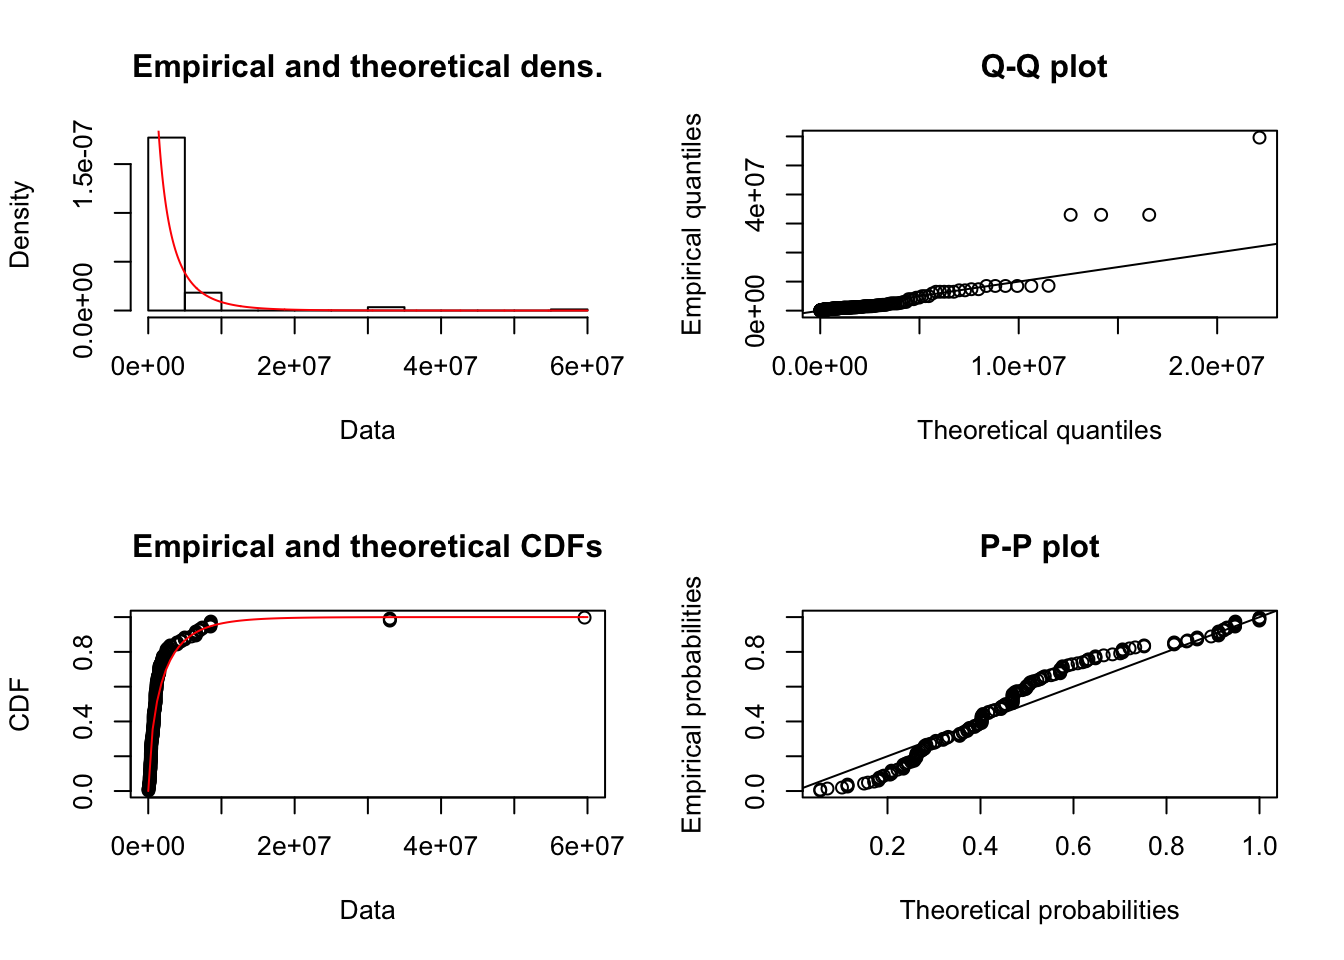 Empirical and theoretical dens.
Density
0.0e+00
1.5e-07
0e+00 2e+07 4e+07 6e+07
Data
Q-Q plot
Empirical quantiles
0e+00
4e+07
0.0e+00 1.0e+07 2.0e+07
Theoretical quantiles
Empirical and theoretical CDFs
CDF
0.0
0.4
0.8
0e+00 2e+07 4e+07 6e+07
Data
P-P plot
Empirical probabilities
0.0
0.4
0.8
0.2 0.4 0.6 0.8 1.0
Theoretical probabilities